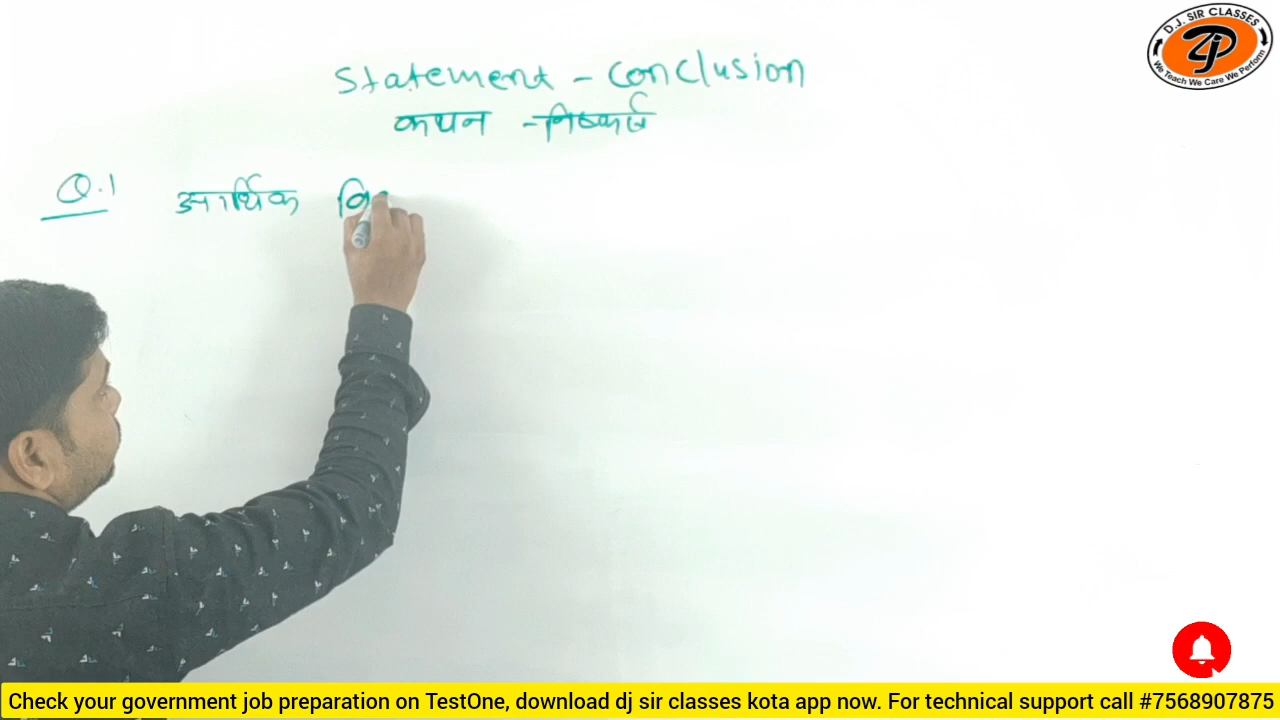 D.J. SIR CLASSES
We Teach We Care We Perform
Statement - Conclusion
कथन - निष्कर्ष
Q.1 आर्थिक वि
Check your government job preparation on TestOne, download dj sir classes kota app now. For technical support call #7568907875